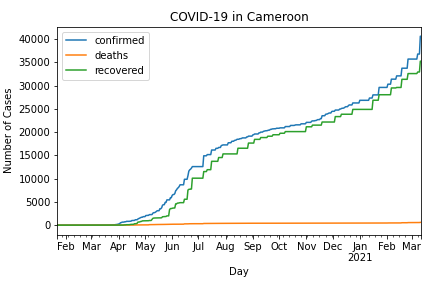 COVID-19 in Cameroon
confirmed
deaths
recovered
Number of Cases
40000
35000
30000
25000
20000
15000
10000
5000
0
Feb Mar Apr May Jun Jul Aug Sep Oct Nov Dec Jan Feb Mar
2021
Day